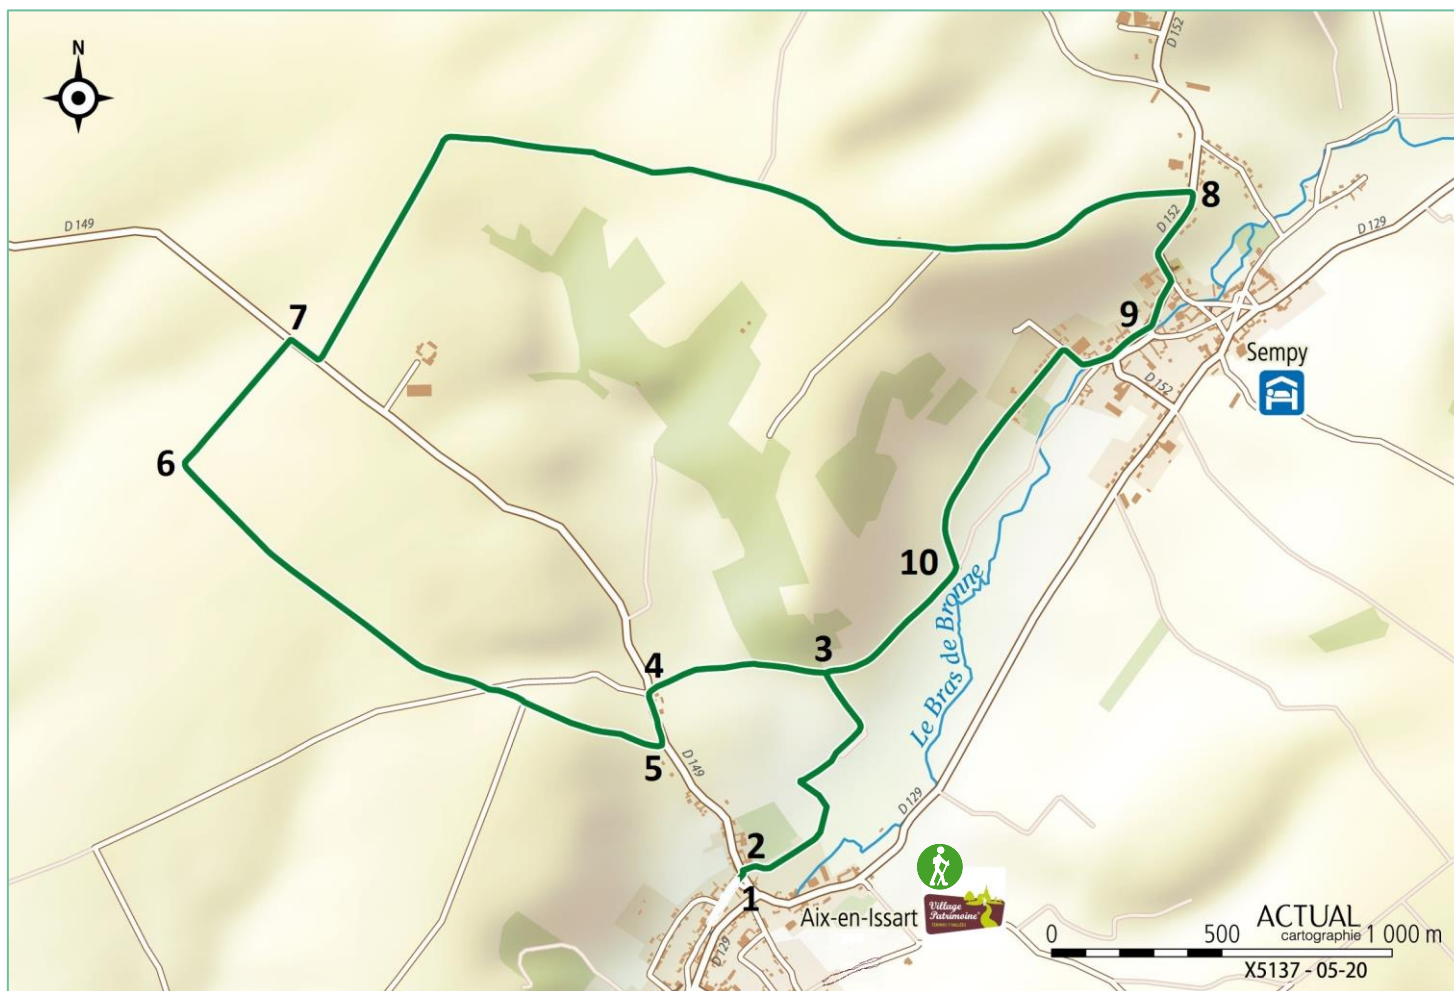 N
D 152
D 149
8
D 152
D 129
7
9
Sempy
D 152
6
10
Le Bras de Bronne
3
4
5
D 149
D 129
2
1
Aix-en-Issart
Village
Patrimoine
D 129
0 500 1 000 m
ACTUAL
cartographie
X5137 - 05-20